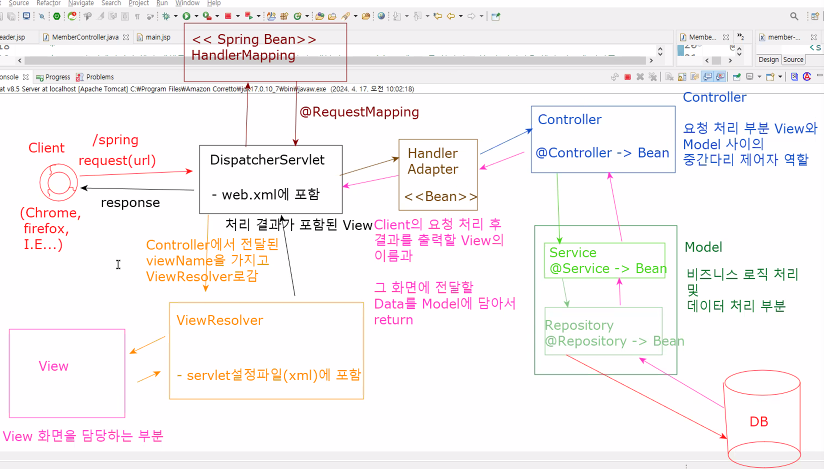 Source Refactor Navigate Search Project Run Window Help
eader.jsp MemberController.java main.jsp Membe... member-...
<< Spring Bean>>
HandlerMapping
Design Source
onsole Progress Problems
at v8.5 Server at localhost [Apache Tomcat] C:\Program Files\Amazon Corretto\jdk17.0.10_7\bin\javaw.exe (2024. 4. 17. 오전 10:02:18)
@RequestMapping
Controller
요청 처리 부분 View와
Model 사이의
중간다리 제어자 역할
Controller
@Controller -> Bean
Client
/spring
request(url)
response
(Chrome,
firefox,
I.E...)
DispatcherServlet
- web.xml에 포함
Handler
Adapter
<<Bean>>
처리 결과가 포함된 View
Client의 요청 처리 후
결과를 출력할 View의
이름과
그 화면에 전달할
Data를 Model에 담아서
return
Controller에서 전달된
viewName을 가지고
ViewResolver로감
Service
@Service -> Bean
Repository
@Repository -> Bean
Model
비즈니스 로직 처리
및
데이터 처리 부분
ViewResolver
- servlet설정파일(xml)에 포함
View
View 화면을 담당하는 부분
DB